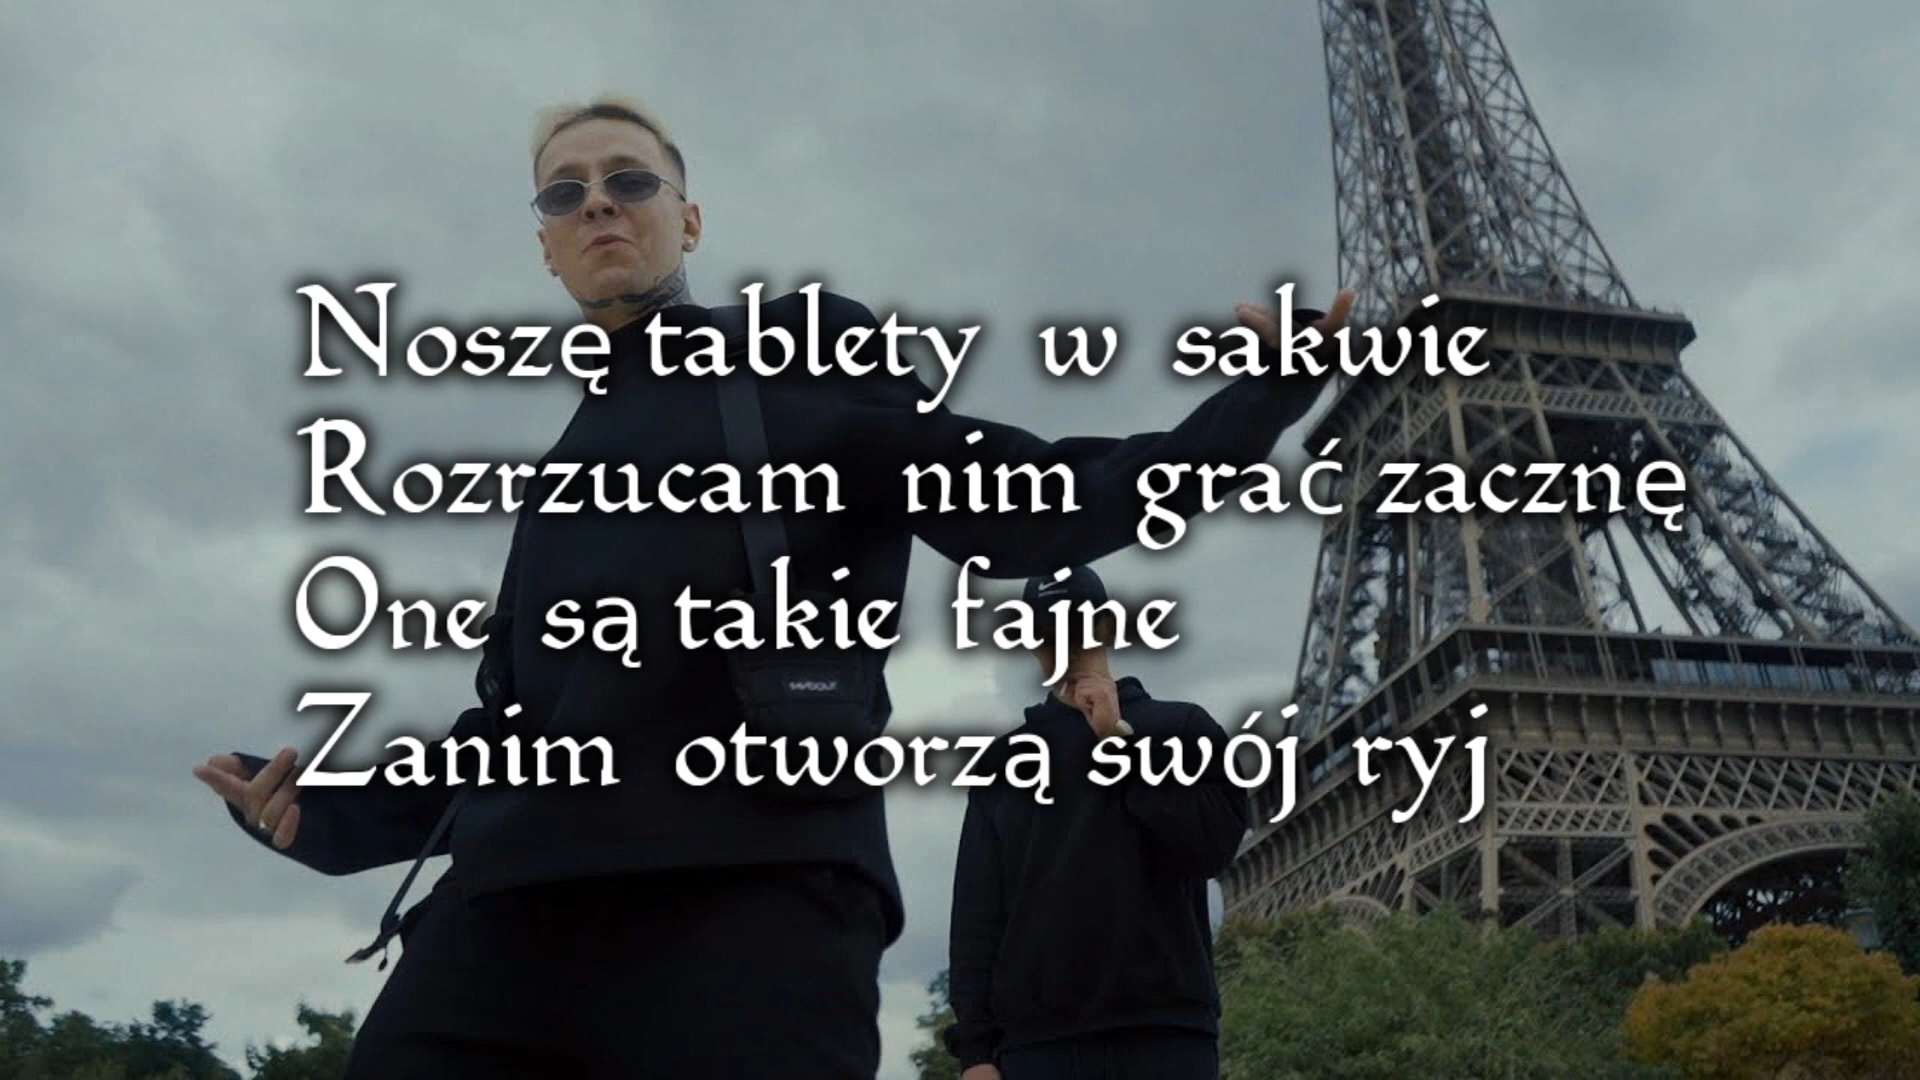 Noszę tablety w sakwie
Rozrzucam nim grać zacznę
One są takie fajne
Zanim otworzą swój ryj